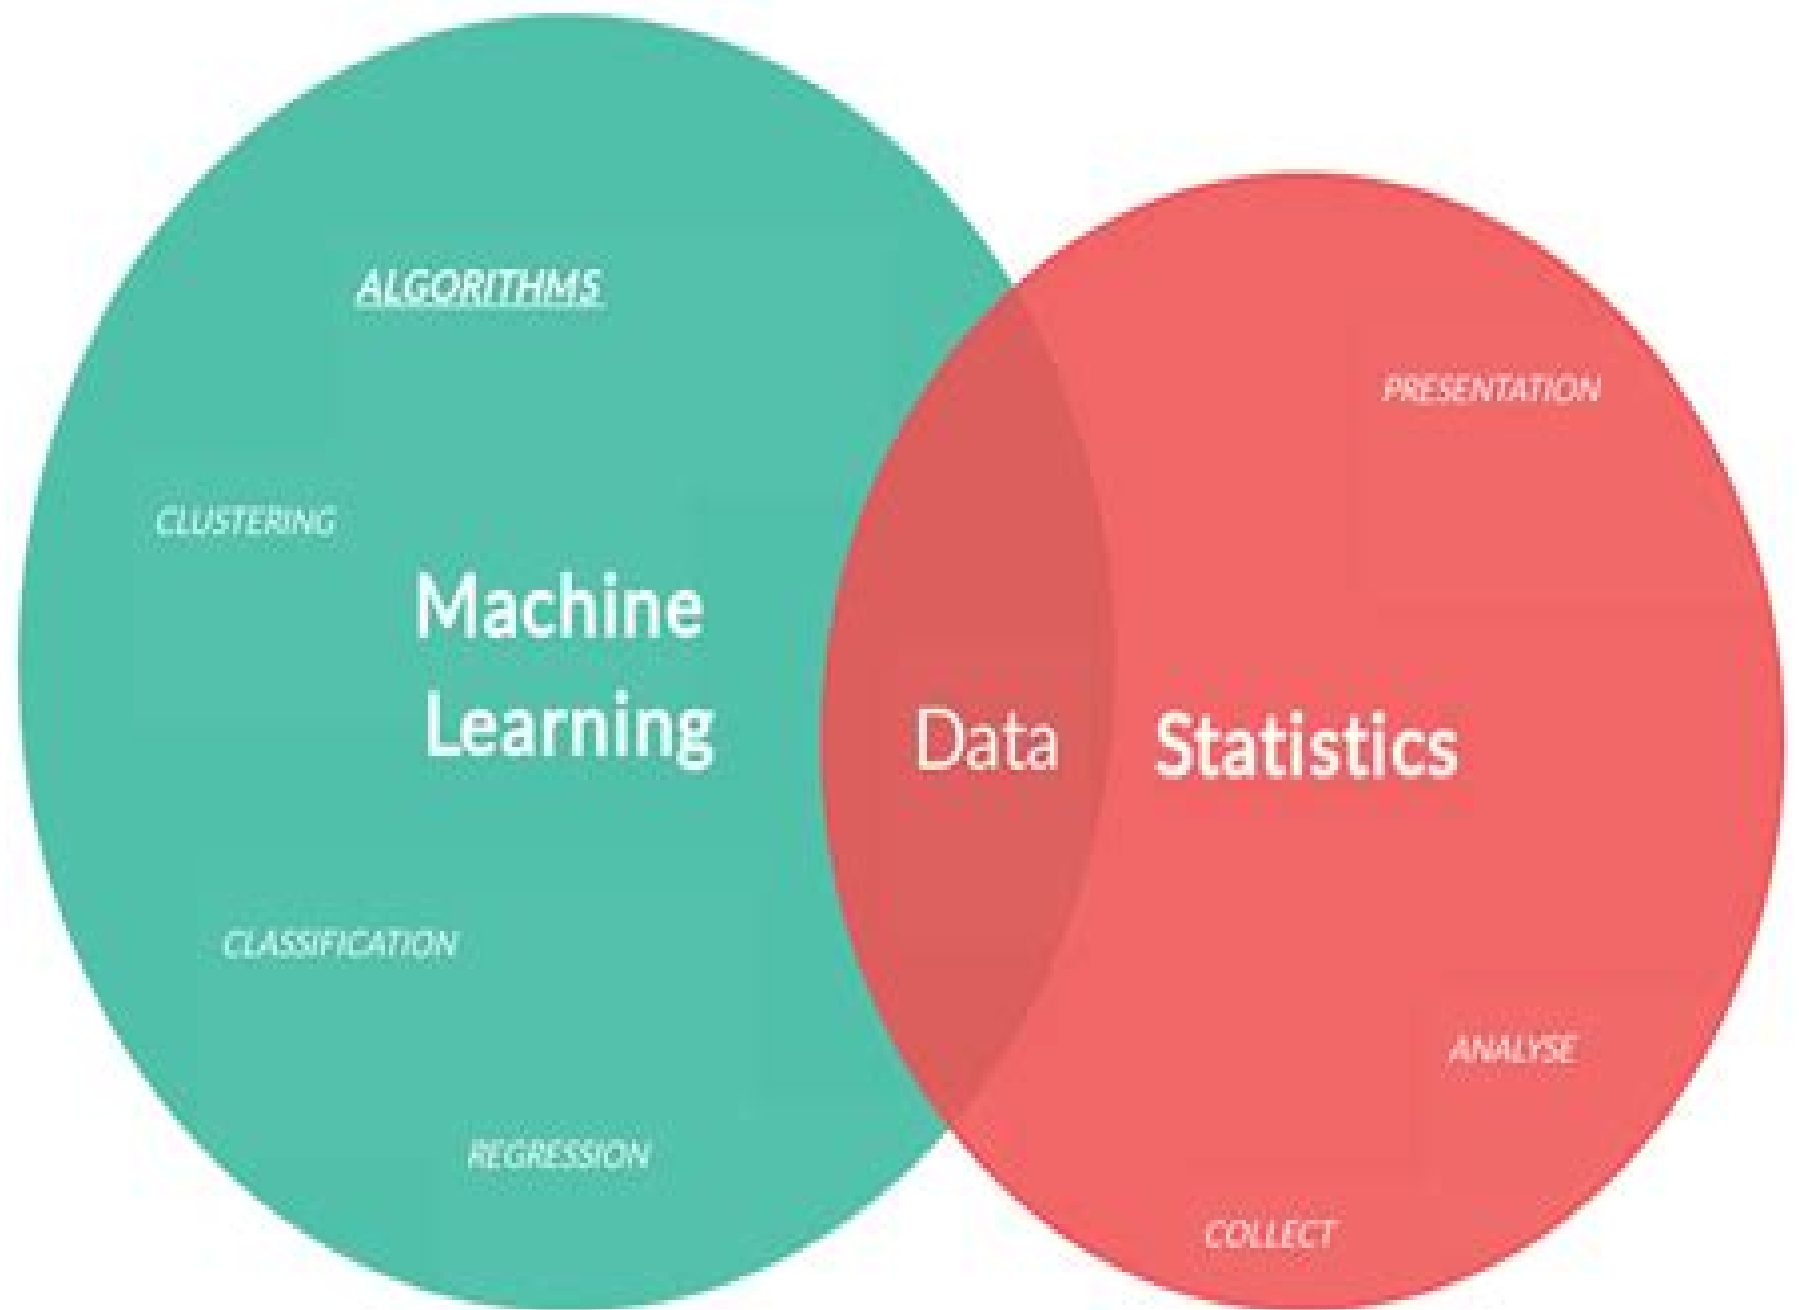 ALGORITHMS
PRESENTATION
CLUSTERING
Machine
Learning
Data
Statistics
CLASSIFICATION
ANALYSE
REGRESSION
COLLECT